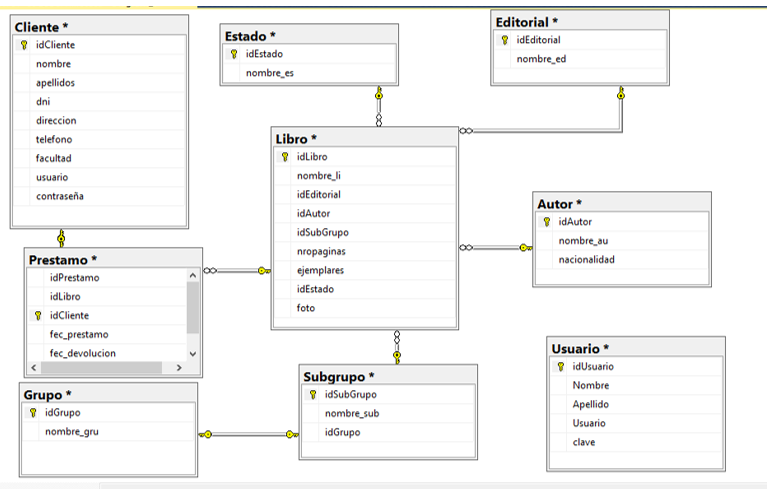 Cliente *
idCliente
nombre
apellidos
dni
direccion
telefono
facultad
usuario
contraseña
Estado *
idEstado
nombre_es
Editorial *
idEditorial
nombre_ed
Libro *
idLibro
nombre_li
idEditorial
idAutor
idSubGrupo
nropaginas
ejemplares
idEstado
foto
Autor *
idAutor
nombre_au
nacionalidad
Prestamo *
idPrestamo
idLibro
idCliente
fec_prestamo
fec_devolucion
Grupo *
idGrupo
nombre_gru
Subgrupo *
idSubGrupo
nombre_sub
idGrupo
Usuario *
idUsuario
Nombre
Apellido
Usuario
clave